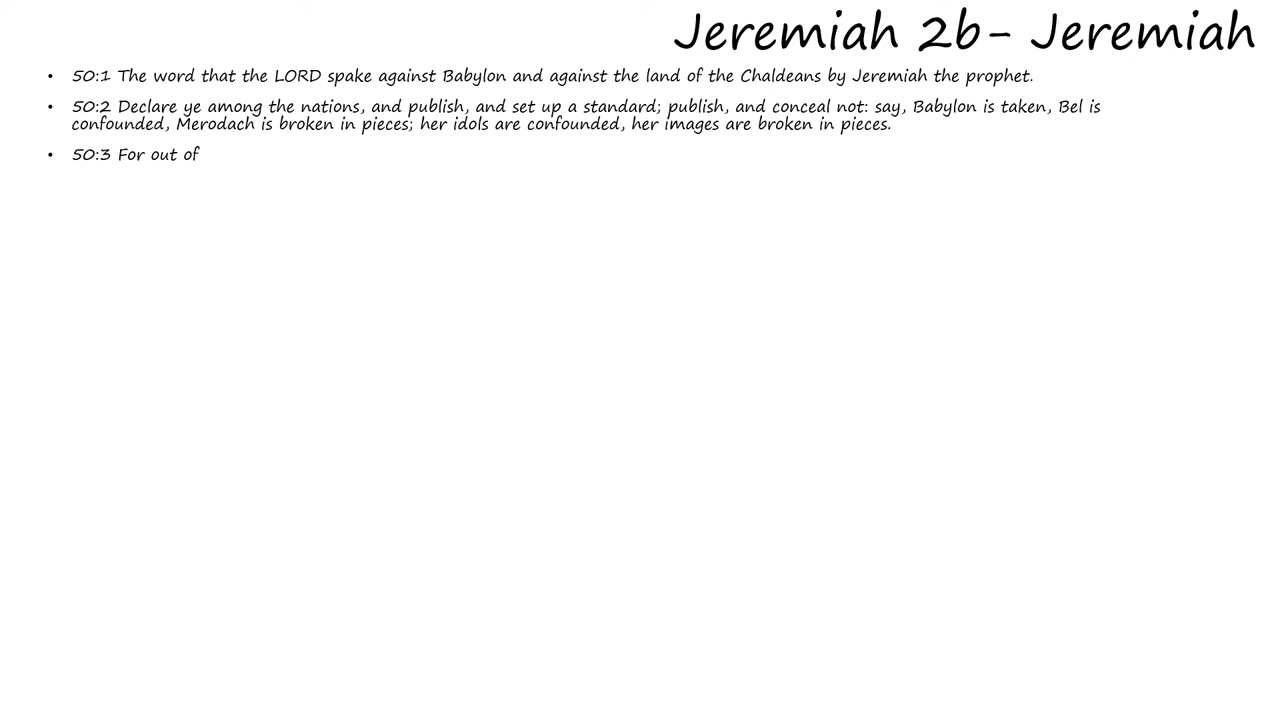 Jeremiah 2b- Jeremiah
• 50:1 The word that the LORD spake against Babylon and against the land of the Chaldeans by Jeremiah the prophet.
• 50:2 Declare ye among the nations, and publish, and set up a standard; publish, and conceal not: say, Babylon is taken, Bel is
confounded, Merodach is broken in pieces; her idols are confounded, her images are broken in pieces.
• 50:3 For out of